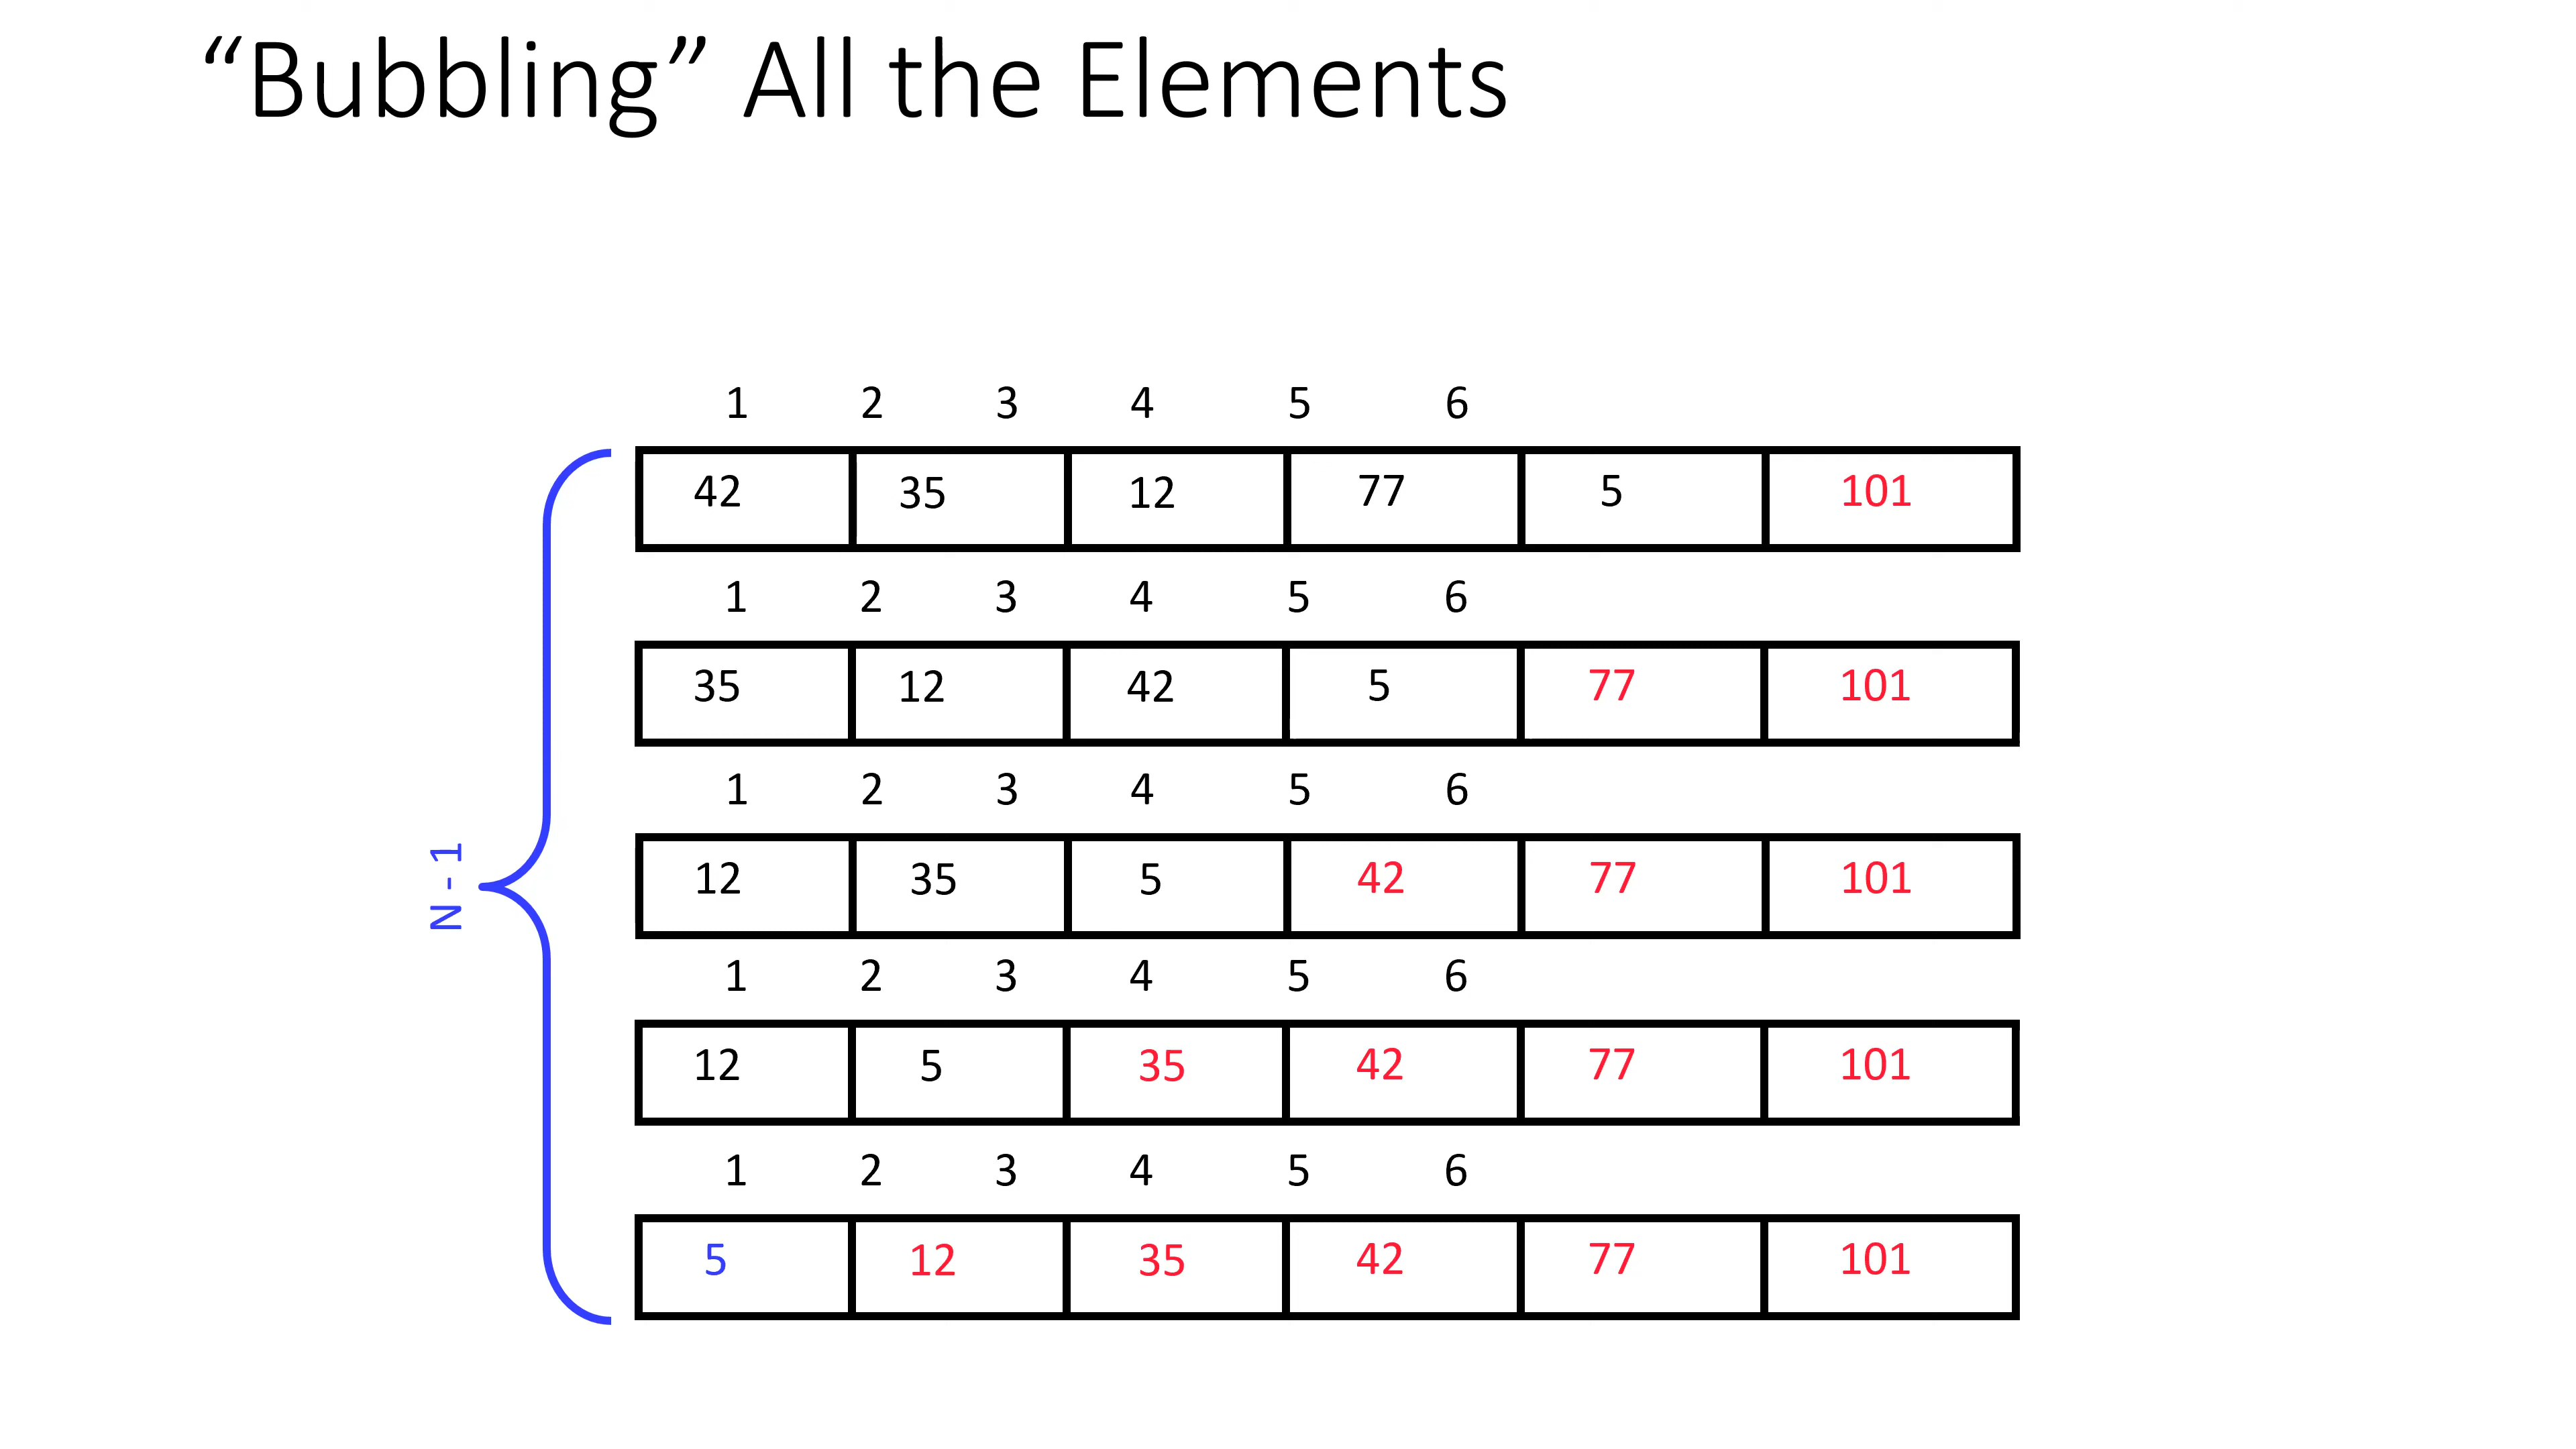 “Bubbling” All the Elements
1 2 3 4 5 6
42 35 12 77 5 101
1 2 3 4 5 6
35 12 42 5 77 101
1 2 3 4 5 6
12 35 5 42 77 101
N - 1
1 2 3 4 5 6
12 5 35 42 77 101
1 2 3 4 5 6
5 12 35 42 77 101